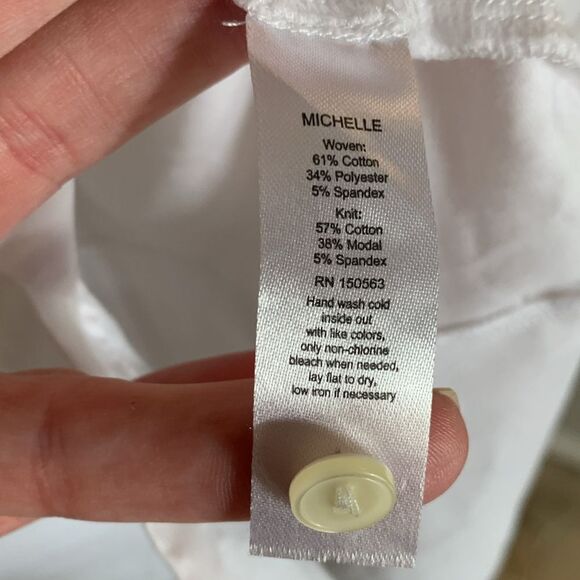 MICHELLE
Woven:
61% Cotton
34% Polyester
5% Spandex
Knit:
57% Cotton
38% Modal
5% Spandex
RN 150563
Hand wash cold
inside out
with like colors,
only non-chlorine
bleach when needed,
lay flat to dry,
low iron if necessary